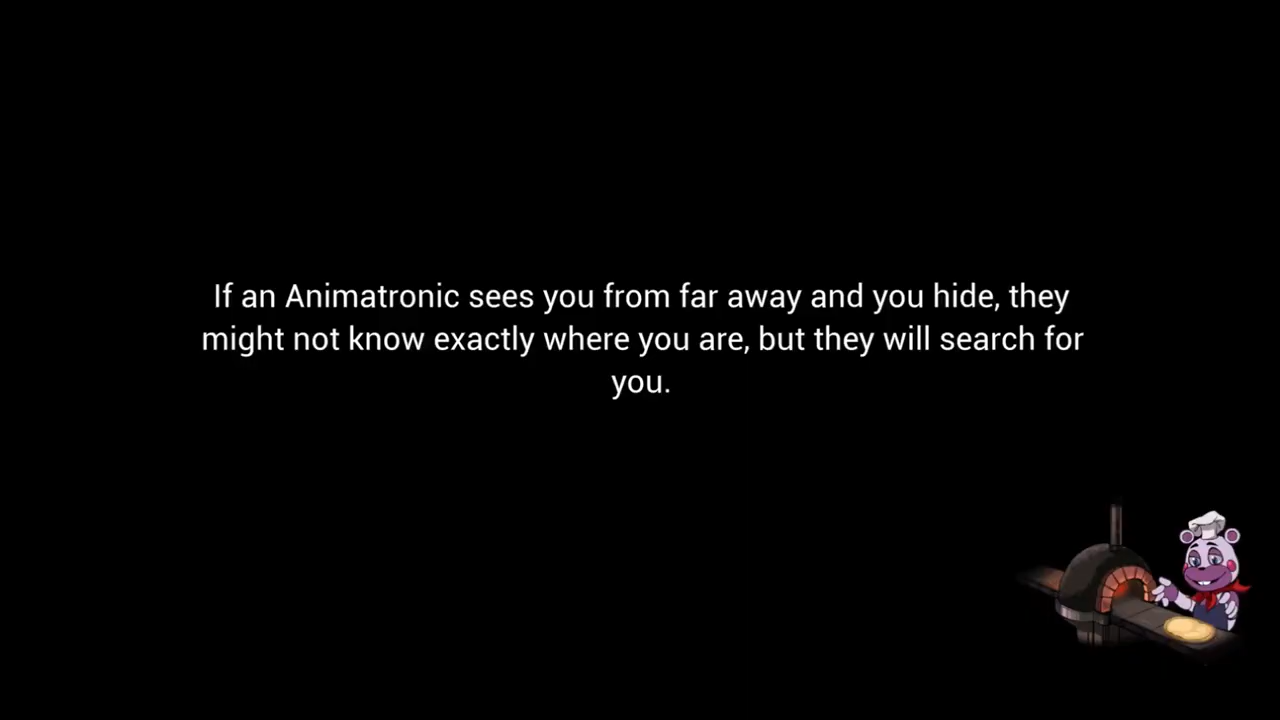 If an Animatronic sees you from far away and you hide, they
might not know exactly where you are, but they will search for
you.